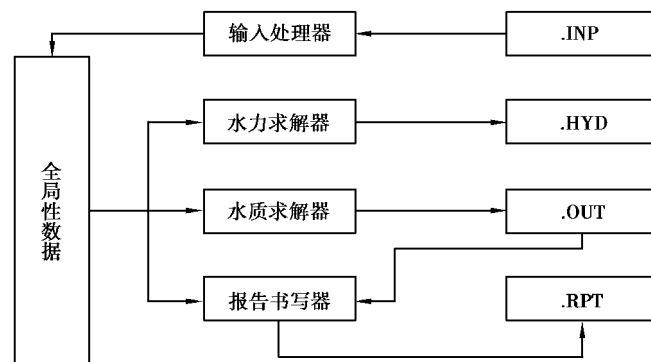 输入处理器
.INP
全局性数据
水力求解器
.HYD
水质求解器
.OUT
报告书写器
.RPT